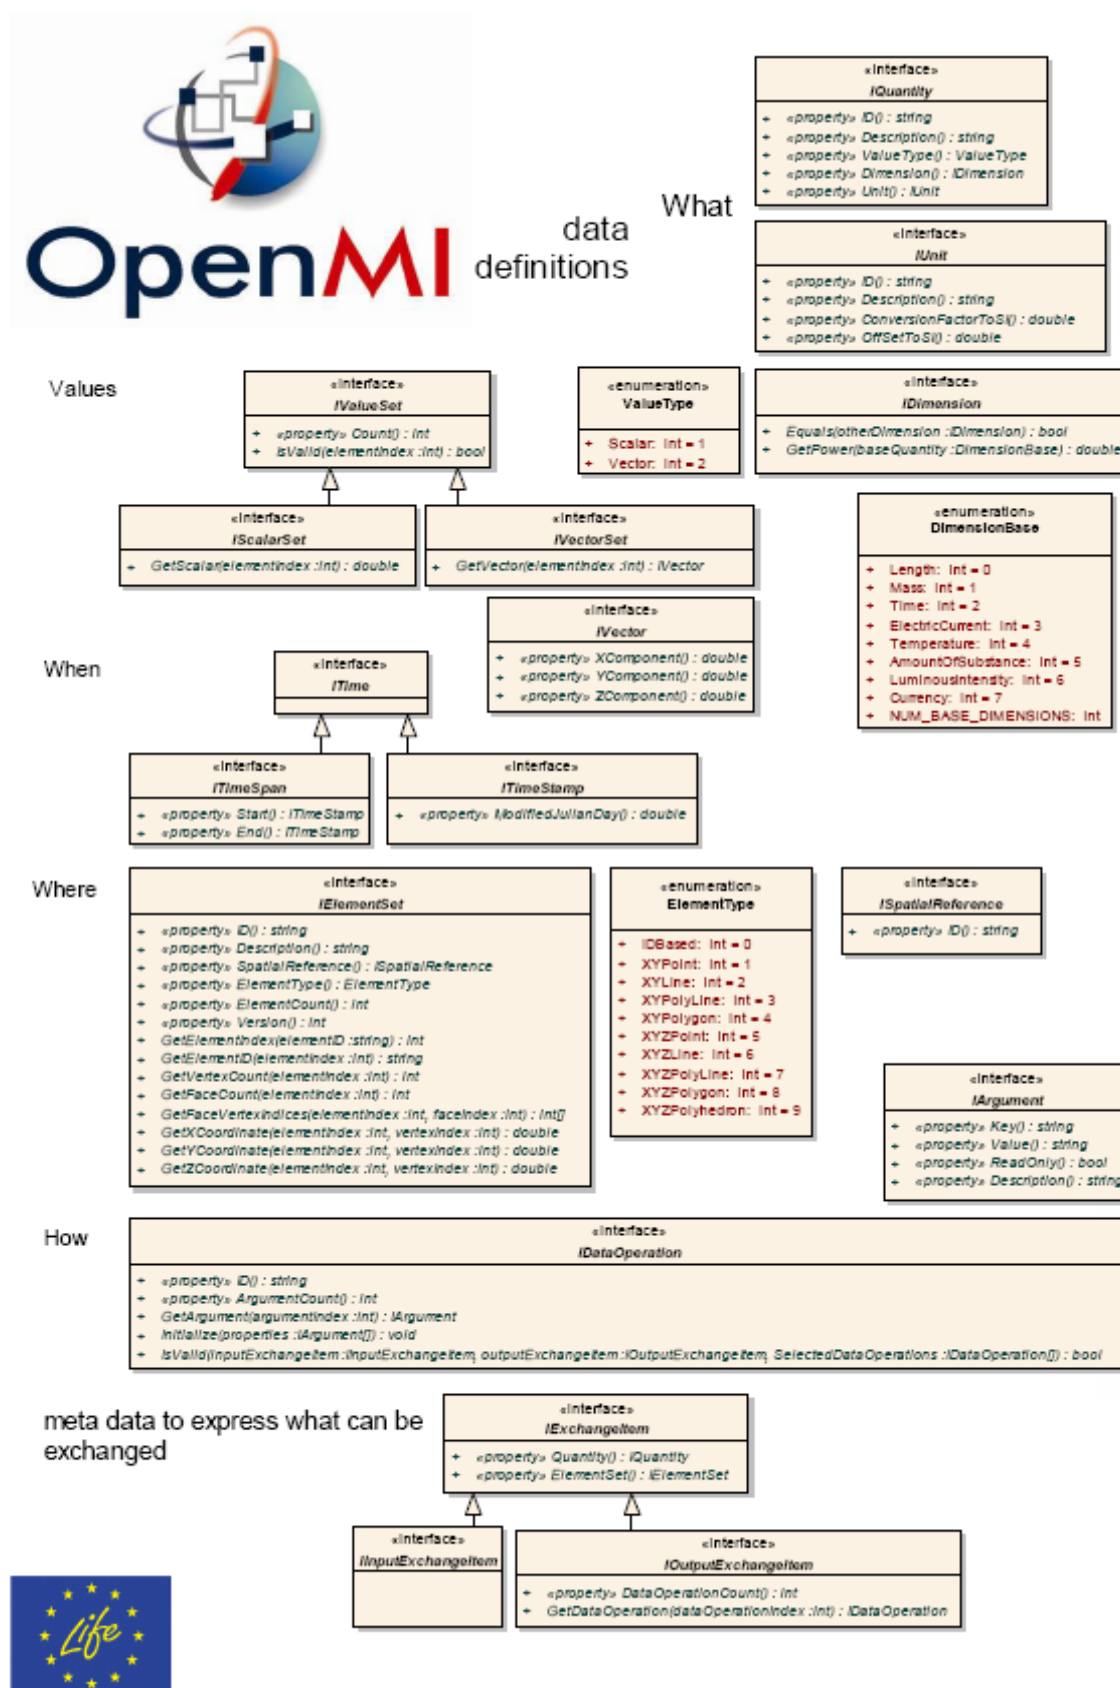 OpenMI
data
definitions
What
«interface»
IQuantity
+ «property» ID() : string
+ «property» Description() : string
+ «property» ValueType() : ValueType
+ «property» Dimension() : IDimension
+ «property» Unit() : IUnit
«interface»
IUnit
+ «property» ID() : string
+ «property» Description() : string
+ «property» ConversionFactorToSI() : double
+ «property» OffSetToSI() : double
Values
«interface»
IValueSet
+ «property» Count() : int
+ IsValid(elementIndex :int) : bool
«enumeration»
ValueType
+ Scalar: int = 1
+ Vector: int = 2
«interface»
IDimension
+ Equals(otherDimension :IDimension) : bool
+ GetPower(baseQuantity :DimensionBase) : double
«interface»
IScalarSet
+ GetScalar(elementIndex :int) : double
«interface»
IVectorSet
+ GetVector(elementIndex :int) : IVector
«enumeration»
DimensionBase
+ Length: int = 0
+ Mass: int = 1
+ Time: int = 2
+ ElectricCurrent: int = 3
+ Temperature: int = 4
+ AmountOfSubstance: int = 5
+ LuminousIntensity: int = 6
+ Currency: int = 7
+ NUM_BASE_DIMENSIONS: int
«interface»
IVector
+ «property» XComponent() : double
+ «property» YComponent() : double
+ «property» ZComponent() : double
When
«interface»
ITime
«interface»
ITimeSpan
+ «property» Start() : ITimeStamp
+ «property» End() : ITimeStamp
«interface»
ITimeStamp
+ «property» ModifiedJulianDay() : double
Where
«interface»
IElementSet
+ «property» ID() : string
+ «property» Description() : string
+ «property» SpatialReference() : ISpatialReference
+ «property» ElementType() : ElementType
+ «property» ElementCount() : int
+ «property» Version() : int
+ GetElementIndex(elementID :string) : int
+ GetElementID(elementIndex :int) : string
+ GetVertexCount(elementIndex :int) : int
+ GetFaceCount(elementIndex :int) : int
+ GetFaceVertexIndices(elementIndex :int, faceIndex :int) : int[]
+ GetXCoordinate(elementIndex :int, vertexIndex :int) : double
+ GetYCoordinate(elementIndex :int, vertexIndex :int) : double
+ GetZCoordinate(elementIndex :int, vertexIndex :int) : double
«enumeration»
ElementType
+ IDBased: int = 0
+ XYPoint: int = 1
+ XYLine: int = 2
+ XYPolyLine: int = 3
+ XYPolygon: int = 4
+ XYZPoint: int = 5
+ XYZLine: int = 6
+ XYZPolyLine: int = 7
+ XYZPolygon: int = 8
+ XYZPolyhedron: int = 9
«interface»
ISpatialReference
+ «property» ID() : string
«interface»
IArgument
+ «property» Key() : string
+ «property» Value() : string
+ «property» ReadOnly() : bool
+ «property» Description() : string
How
«interface»
IDataOperation
+ «property» ID() : string
+ «property» ArgumentCount() : int
+ GetArgument(argumentIndex :int) : IArgument
+ Initialize(properties :IArgument[]) : void
+ IsValid(inputExchangeItem :IInputExchangeItem, outputExchangeItem :IOutputExchangeItem, SelectedDataOperations :IDataOperation[]) : bool
meta data to express what can be
exchanged
«interface»
IExchangeItem
+ «property» Quantity() : IQuantity
+ «property» ElementSet() : IElementSet
«interface»
IInputExchangeItem
«interface»
IOutputExchangeItem
+ «property» DataOperationCount() : int
+ GetDataOperation(dataOperationIndex :int) : IDataOperation
Life